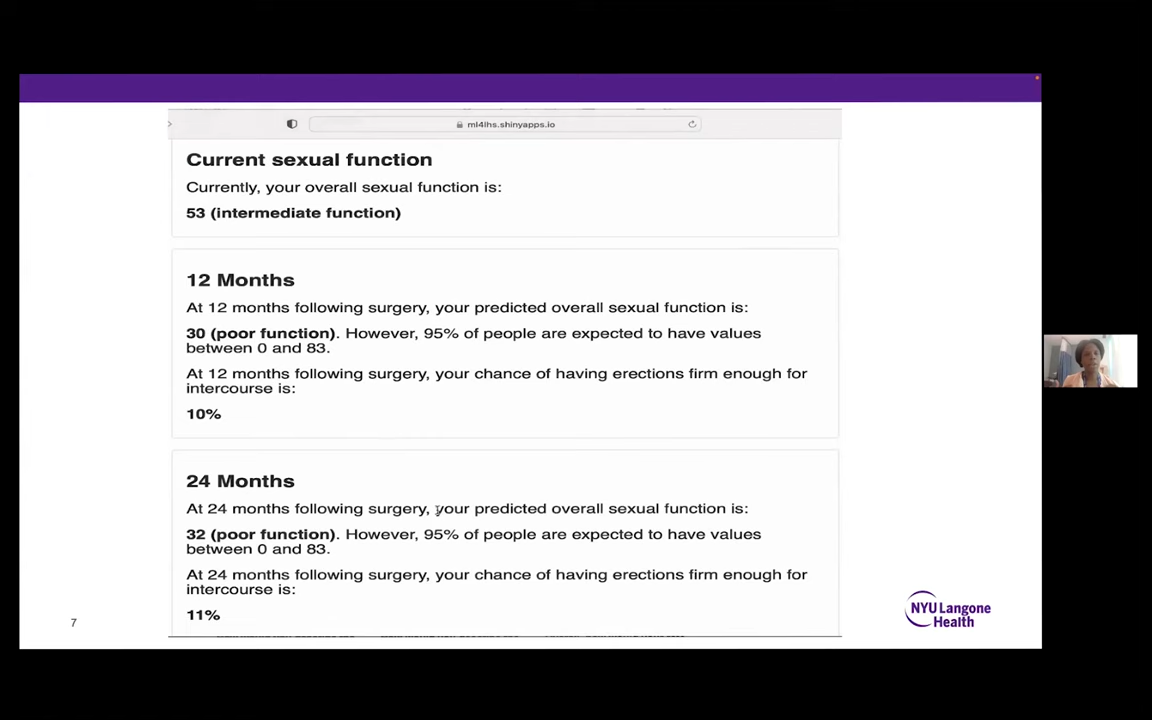 ml4lhs.shinyapps.io
Current sexual function
Currently, your overall sexual function is:
53 (intermediate function)
12 Months
At 12 months following surgery, your predicted overall sexual function is:
30 (poor function). However, 95% of people are expected to have values
between 0 and 83.
At 12 months following surgery, your chance of having erections firm enough for
intercourse is:
10%
24 Months
At 24 months following surgery, your predicted overall sexual function is:
32 (poor function). However, 95% of people are expected to have values
between 0 and 83.
At 24 months following surgery, your chance of having erections firm enough for
intercourse is:
11%
7
NYU Langone
Health